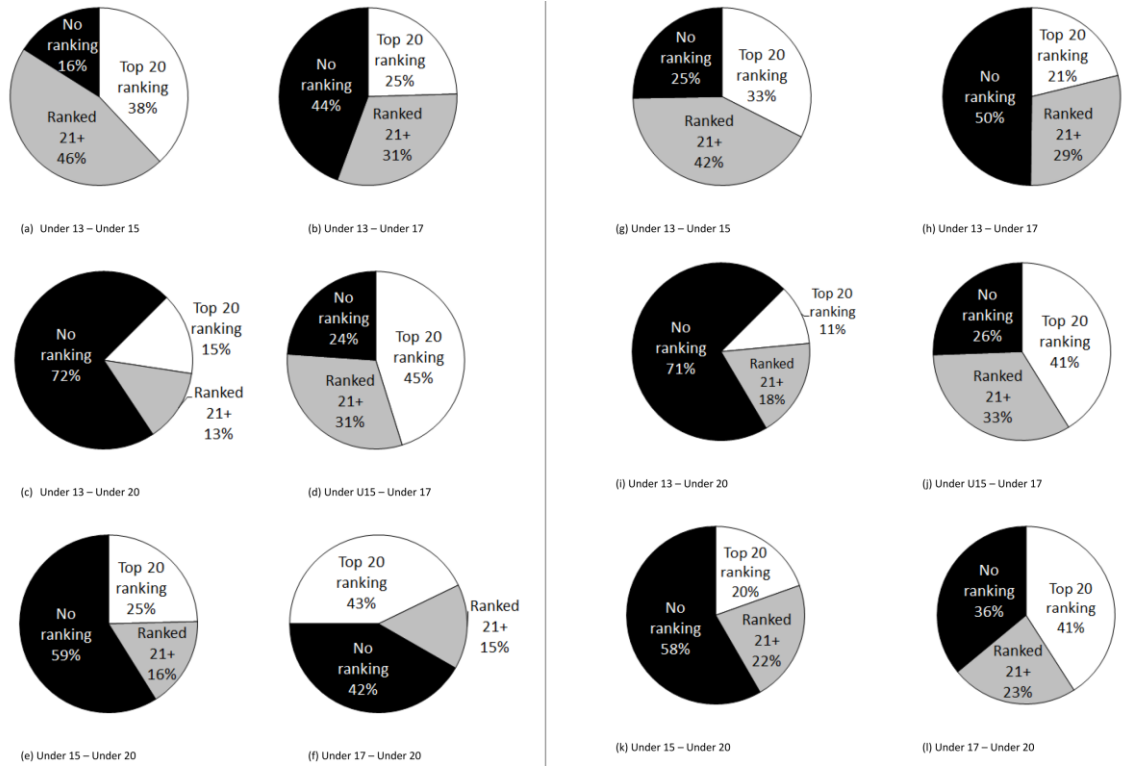 No
ranking
16%
Top 20
ranking
38%
Ranked
21+
46%
(a) Under 13 – Under 15
No
ranking
44%
Top 20
ranking
25%
Ranked
21+
31%
(b) Under 13 – Under 17
No
ranking
72%
Top 20
ranking
15%
Ranked
21+
13%
(c) Under 13 – Under 20
No
ranking
24%
Top 20
ranking
45%
Ranked
21+
31%
(d) Under U15 – Under 17
No
ranking
59%
Top 20
ranking
25%
Ranked
21+
16%
(e) Under 15 – Under 20
Top 20
ranking
43%
Ranked
21+
15%
No
ranking
42%
(f) Under 17 – Under 20
No
ranking
25%
Top 20
ranking
33%
Ranked
21+
42%
(g) Under 13 – Under 15
No
ranking
50%
Top 20
ranking
21%
Ranked
21+
29%
(h) Under 13 – Under 17
No
ranking
71%
Top 20
ranking
11%
Ranked
21+
18%
(i) Under 13 – Under 20
No
ranking
26%
Top 20
ranking
41%
Ranked
21+
33%
(j) Under U15 – Under 17
No
ranking
58%
Top 20
ranking
20%
Ranked
21+
22%
(k) Under 15 – Under 20
No
ranking
36%
Top 20
ranking
41%
Ranked
21+
23%
(l) Under 17 – Under 20